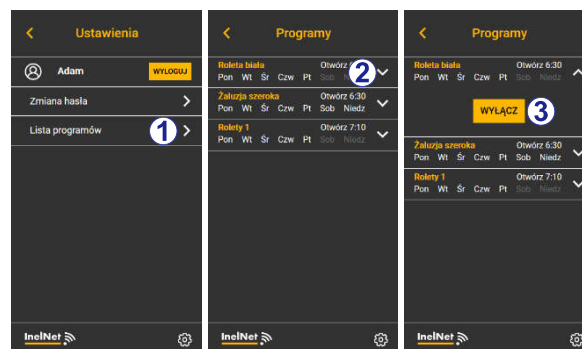 Ustawienia
Adam
WYLOGUJ
Zmiana hasła
Lista programów
1
InelNet
Programy
Roleta biała Otwórz
2
Pon Wt Śr Czw Pt Sob
Żaluzja szeroka Otwórz 6:30
Pon Wt Śr Czw Pt Sob Niedz
Rolety 1 Otwórz 7:10
Pon Wt Śr Czw Pt Sob Niedz
InelNet
Programy
Roleta biała Otwórz 6:30
Pon Wt Śr Czw Pt Sob Niedz
WYŁĄCZ
3
Żaluzja szeroka Otwórz 6:30
Pon Wt Śr Czw Pt Sob Niedz
Rolety 1 Otwórz 7:10
Pon Wt Śr Czw Pt Sob Niedz
InelNet